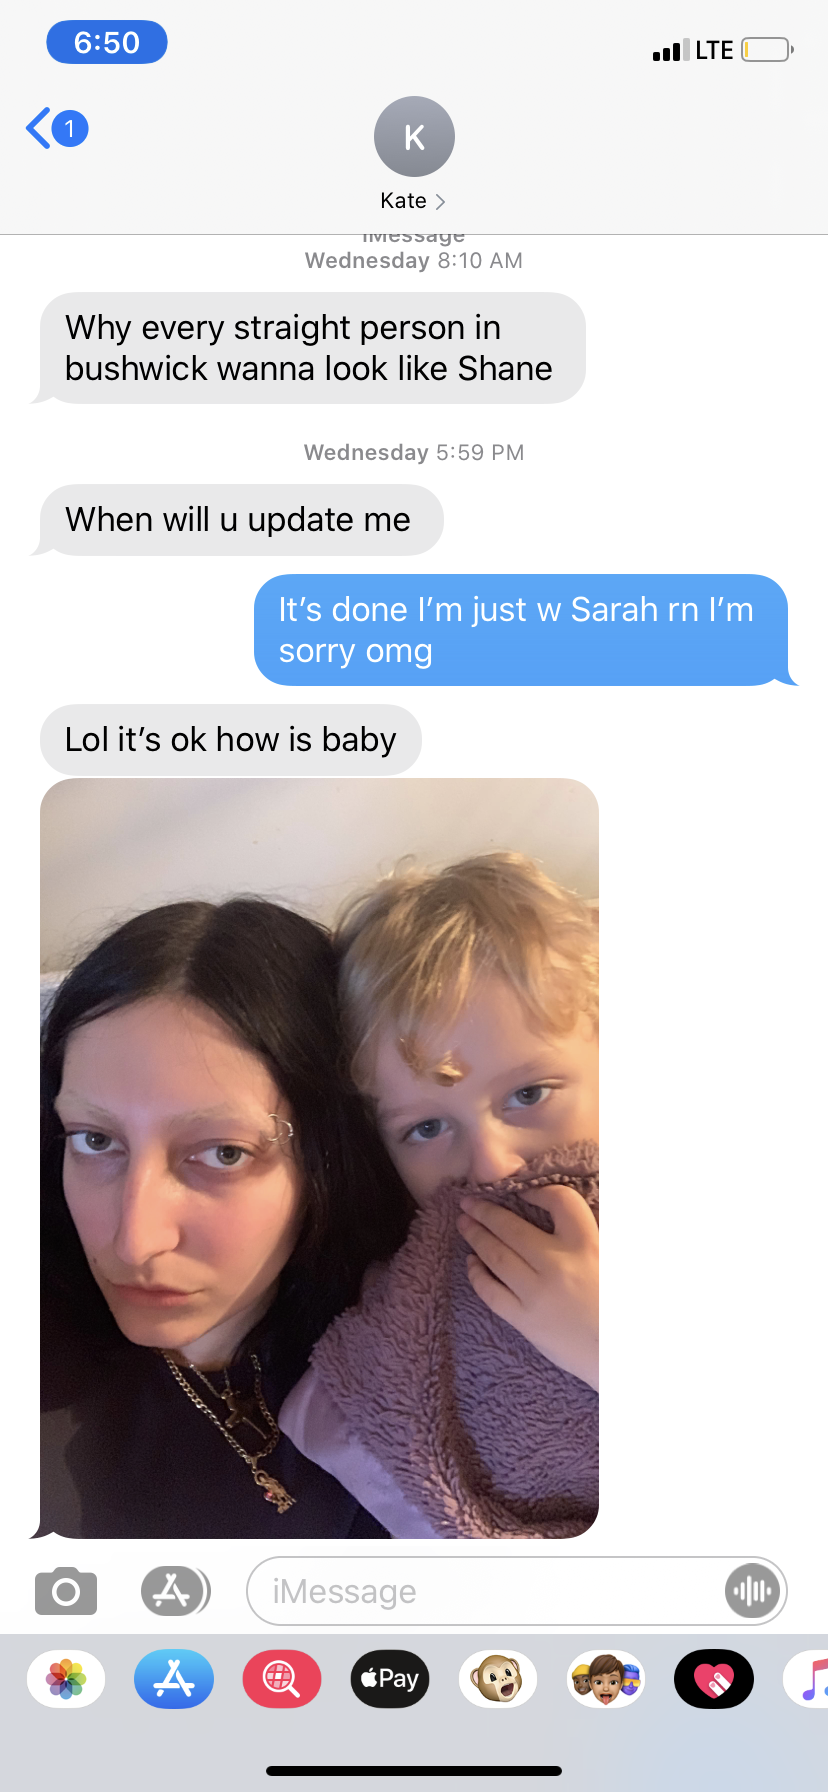 6:50
LTE
1
K
Kate
iMessage
Wednesday 8:10 AM
Why every straight person in
bushwick wanna look like Shane
Wednesday 5:59 PM
When will u update me
It’s done I’m just w Sarah rn I’m
sorry omg
Lol it’s ok how is baby
iMessage
Pay